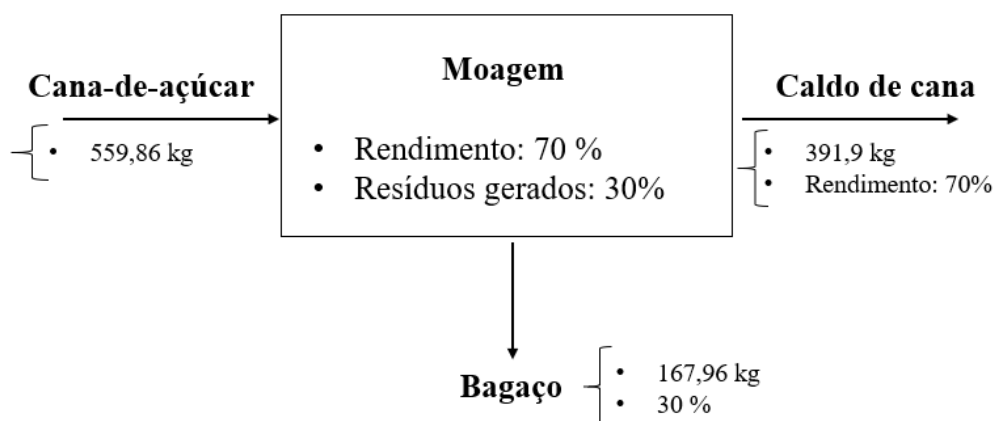 Moagem
Cana-de-açúcar
Caldo de cana
• 559,86 kg
• Rendimento: 70 %
• Resíduos gerados: 30%
• 391,9 kg
• Rendimento: 70%
Bagaço
• 167,96 kg
• 30 %